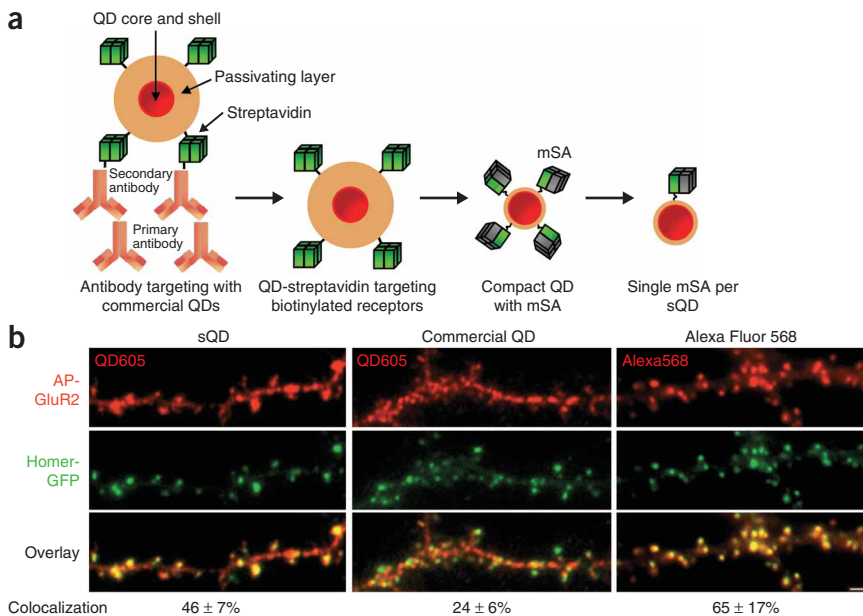 a
QD core and shell
Passivating layer
Streptavidin
Secondary
antibody
Primary
antibody
mSA
Antibody targeting with
commercial QDs
QD-streptavidin targeting
biotinylated receptors
Compact QD
with mSA
Single mSA per
sQD
b
sQD
Commercial QD
Alexa Fluor 568
QD605
QD605
Alexa568
AP-
GluR2
Homer-
GFP
Overlay
Colocalization
46 ± 7%
24 ± 6%
65 ± 17%